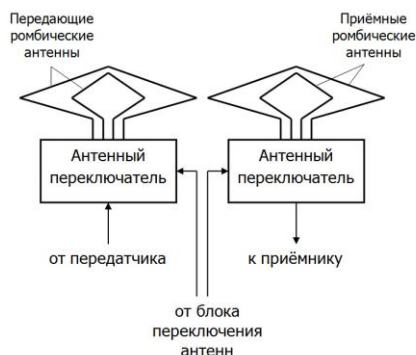 Передающие
ромбические
антенны
Приёмные
ромбические
антенны
Антенный
переключатель
Антенный
переключатель
от передатчика
к приёмнику
от блока
переключения
антенн